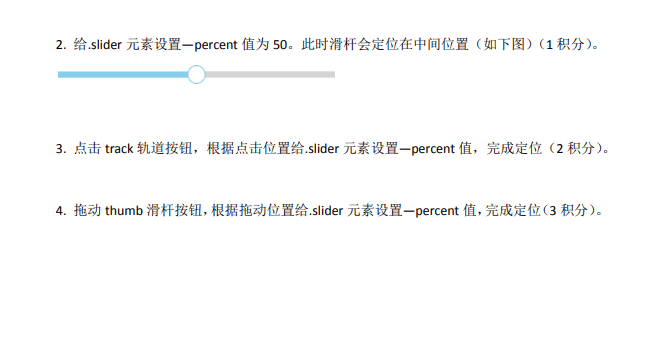 2. 给.slider 元素设置—percent 值为 50。此时滑杆会定位在中间位置（如下图）（1 积分）。
3. 点击 track 轨道按钮，根据点击位置给.slider 元素设置—percent 值，完成定位（2 积分）。
4. 拖动 thumb 滑杆按钮，根据拖动位置给.slider 元素设置—percent 值，完成定位（3 积分）。